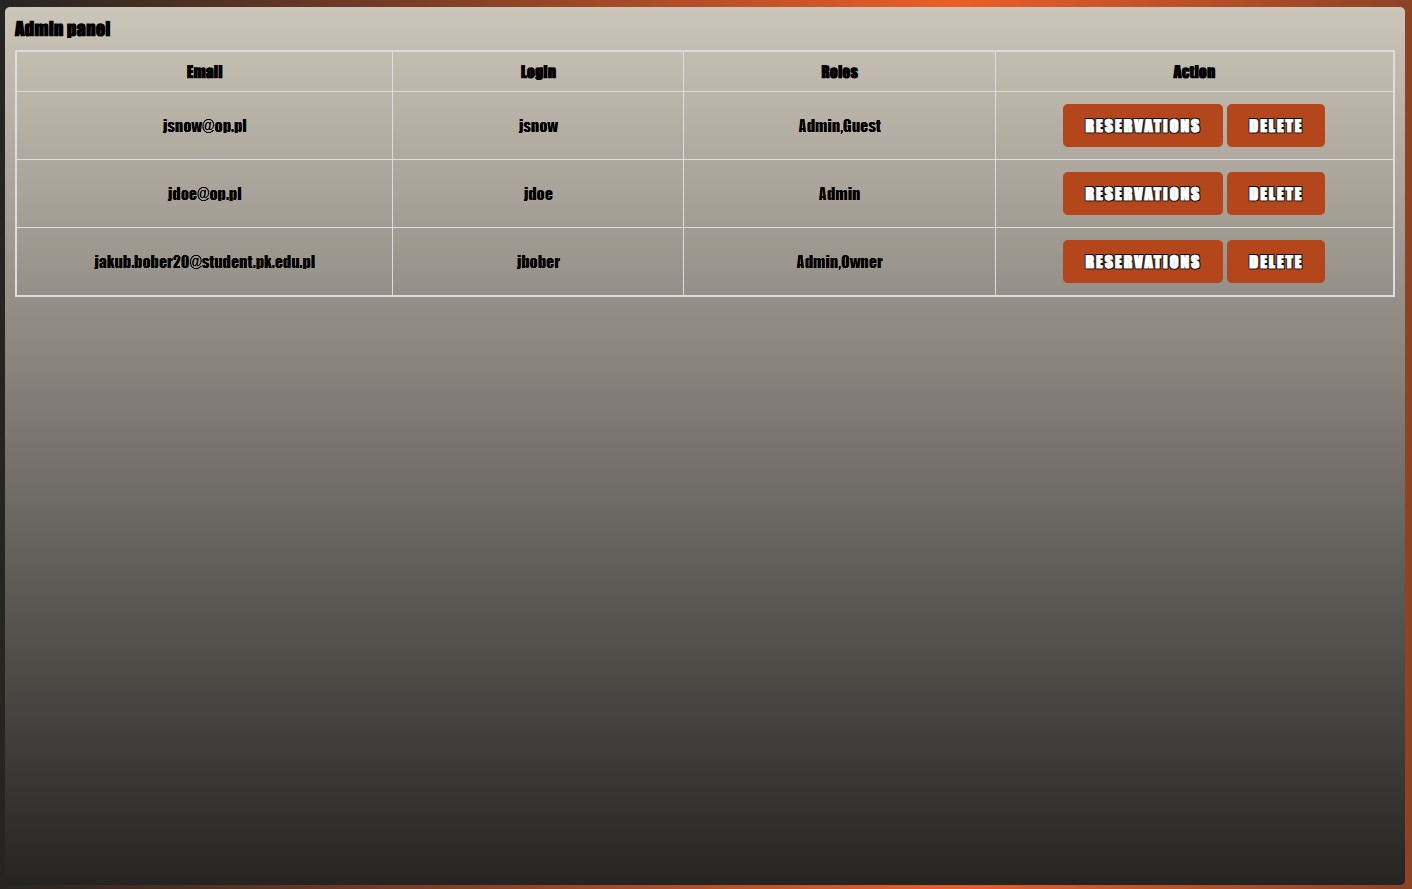 Admin panel
Email Login Roles Action
jsnow@op.pl jsnow Admin,Guest RESERVATIONS DELETE
jdoe@op.pl jdoe Admin RESERVATIONS DELETE
jakub.bober20@student.pk.edu.pl jbober Admin,Owner RESERVATIONS DELETE